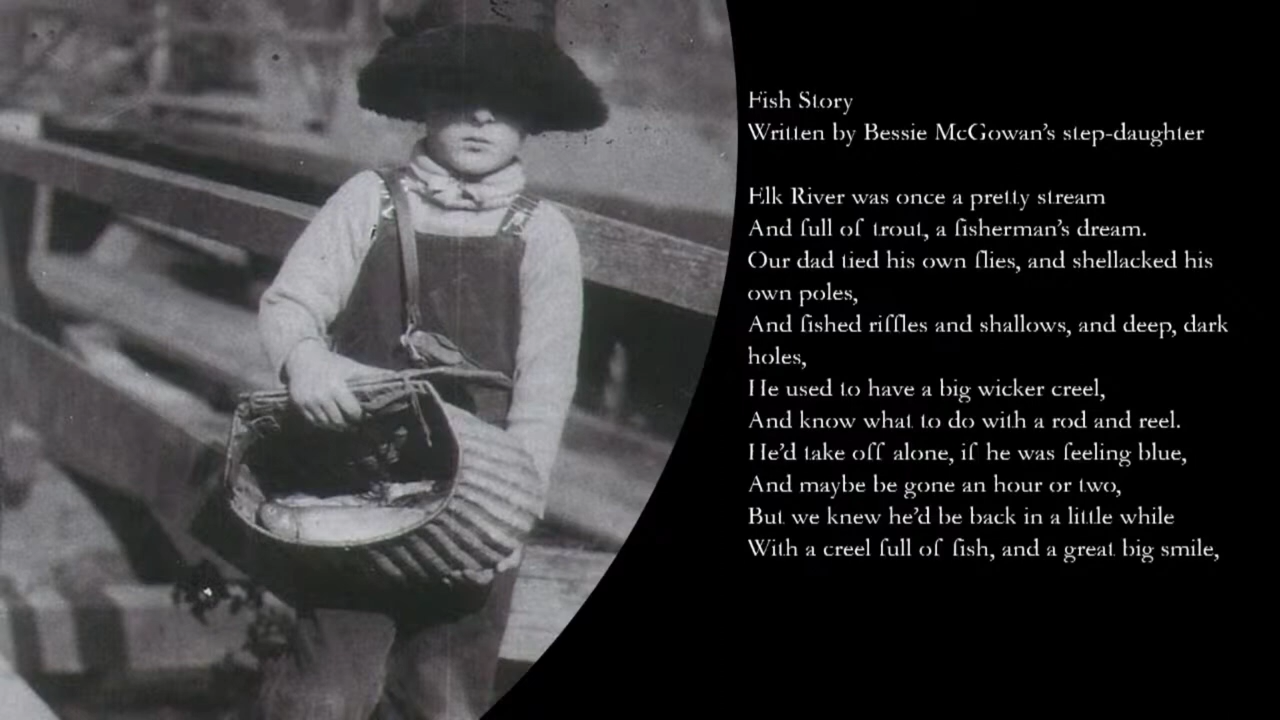 Fish Story
Written by Bessie McGowan's step-daughter
Elk River was once a pretty stream
And full of trout, a fisherman's dream.
Our dad tied his own flies, and shellacked his
own poles,
And fished riffles and shallows, and deep, dark
holes,
He used to have a big wicker creel,
And know what to do with a rod and reel.
He'd take off alone, if he was feeling blue,
And maybe be gone an hour or two,
But we knew he'd be back in a little while
With a creel full of fish, and a great big smile,